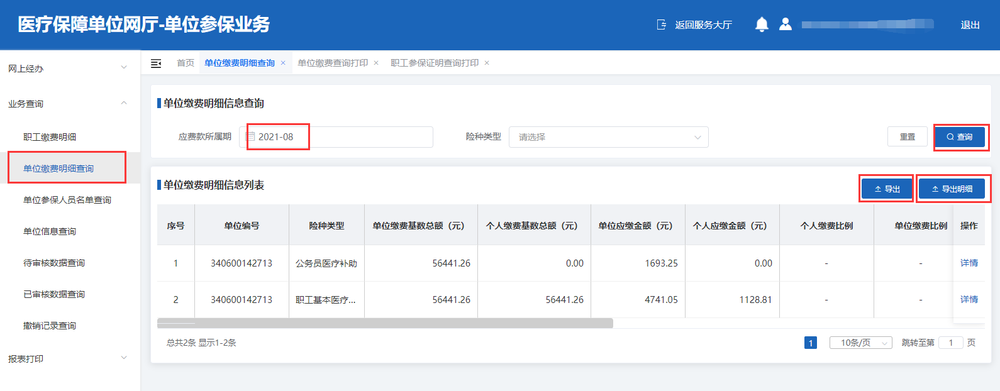 医疗保障单位网厅-单位参保业务
返回服务大厅
退出
网上经办
业务查询
职工缴费明细
单位缴费明细查询
单位参保人员名单查询
单位信息查询
待审核数据查询
已审核数据查询
撤销记录查询
报表打印
首页 单位缴费明细查询 × 单位缴费查询打印 × 职工参保证明查询打印 ×
单位缴费明细信息查询
应费款所属期 2021-08 险种类型 请选择 重置 查询
单位缴费明细信息列表
导出 导出明细
序号 单位编号 险种类型 单位缴费基数总额（元） 个人缴费基数总额（元） 单位应缴金额（元） 个人应缴金额（元） 个人缴费比例 单位缴费比例 操作
1 340600142713 公务员医疗补助 56441.26 0.00 1693.25 0.00 - - 详情
2 340600142713 职工基本医疗... 56441.26 56441.26 4741.05 1128.81 - - 详情
总共2条 显示1-2条
1 10条/页 跳转至第 1 页